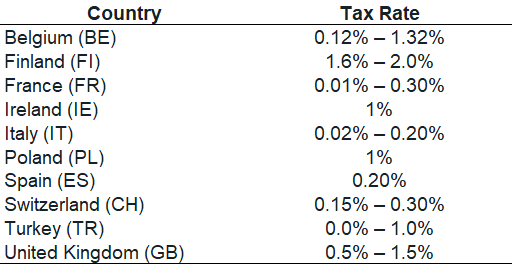 Country Tax Rate
Belgium (BE) 0.12% – 1.32%
Finland (FI) 1.6% – 2.0%
France (FR) 0.01% – 0.30%
Ireland (IE) 1%
Italy (IT) 0.02% – 0.20%
Poland (PL) 1%
Spain (ES) 0.20%
Switzerland (CH) 0.15% – 0.30%
Turkey (TR) 0.0% – 1.0%
United Kingdom (GB) 0.5% – 1.5%